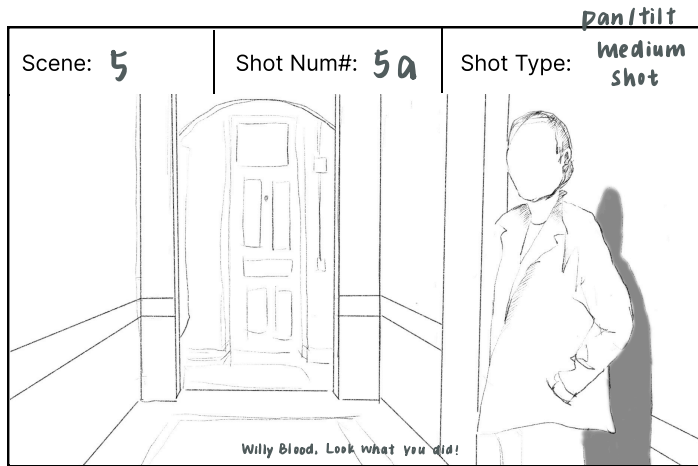 pan/tilt
Scene: 5 Shot Num#: 5a Shot Type: medium
shot
Willy Blood, Look what you did!